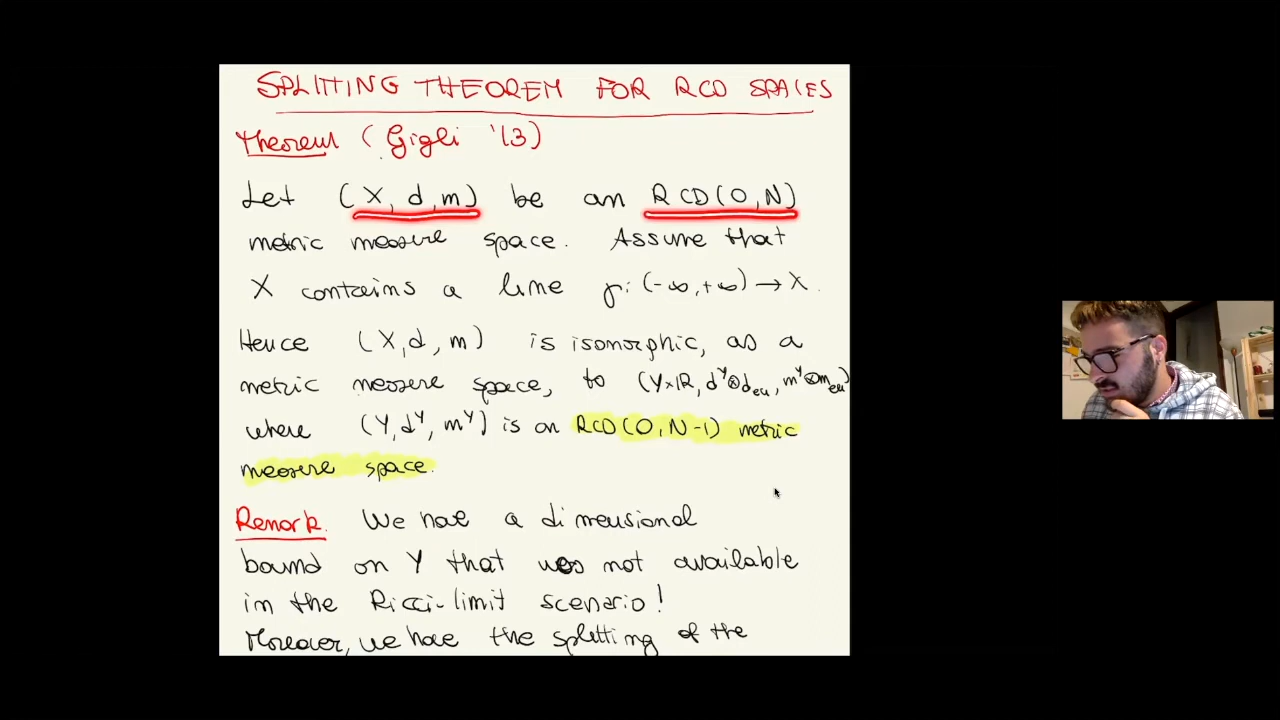 SPLITTING THEOREM FOR RCD SPACES
Theorem (Gigli '13)
Let (X, d, m) be an RCD(0, N)
metric measure space. Assume that
X contains a line γ: (-∞, +∞) → X.
Hence (X, d, m) is isomorphic, as a
metric measure space, to (Y×ℝ, d^Y⊗d_eu, m^Y⊗m_eu)
where (Y, d^Y, m^Y) is an RCD(0, N-1) metric
measure space.
Remark. We have a dimensional
bound on Y that was not available
in the Ricci-limit scenario!
Moreover, we have the splitting of the